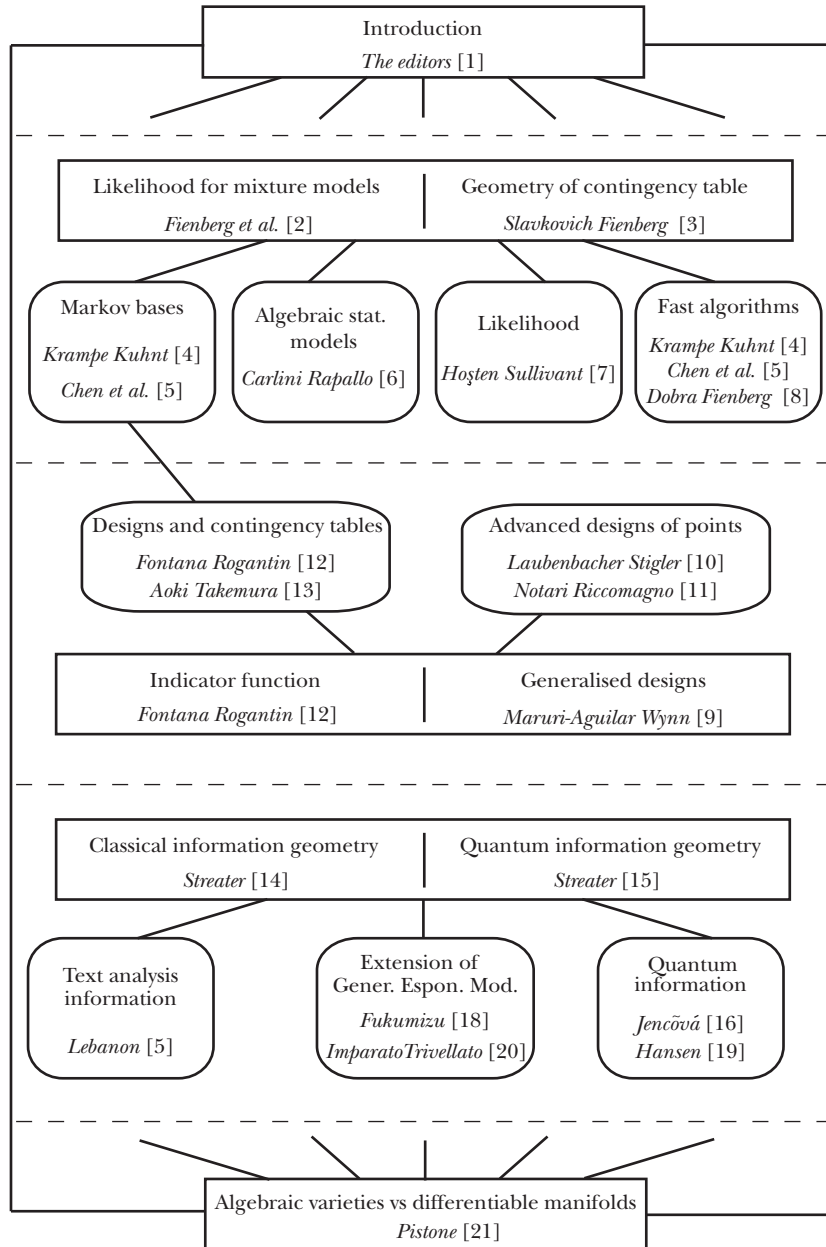 Introduction
The editors [1]
Likelihood for mixture models
Fienberg et al. [2]
Geometry of contingency table
Slavkovich Fienberg [3]
Markov bases
Krampe Kuhnt [4]
Chen et al. [5]
Algebraic stat.
models
Carlini Rapallo [6]
Likelihood
Hoşten Sullivant [7]
Fast algorithms
Krampe Kuhnt [4]
Chen et al. [5]
Dobra Fienberg [8]
Designs and contingency tables
Fontana Rogantin [12]
Aoki Takemura [13]
Advanced designs of points
Laubenbacher Stigler [10]
Notari Riccomagno [11]
Indicator function
Fontana Rogantin [12]
Generalised designs
Maruri-Aguilar Wynn [9]
Classical information geometry
Streater [14]
Quantum information geometry
Streater [15]
Text analysis
information
Lebanon [5]
Extension of
Gener. Espon. Mod.
Fukumizu [18]
ImparatoTrivellato [20]
Quantum
information
Jencõvá [16]
Hansen [19]
Algebraic varieties vs differentiable manifolds
Pistone [21]